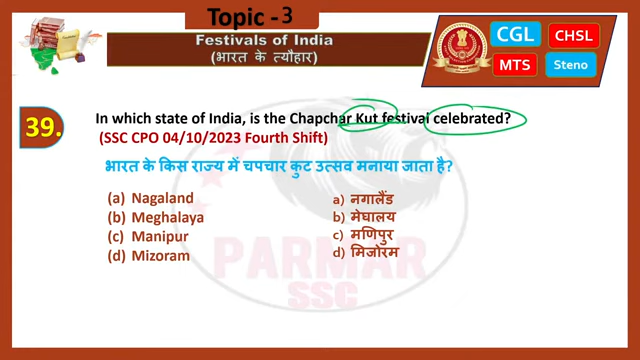 Topic -3
Festivals of India
(भारत के त्यौहार)
CGL
CHSL
MTS
Steno
39.
In which state of India, is the Chapchar Kut festival celebrated?
(SSC CPO 04/10/2023 Fourth Shift)
भारत के किस राज्य में चपचार कुट उत्सव मनाया जाता है?
(a) Nagaland
(b) Meghalaya
(c) Manipur
(d) Mizoram
a) नगालैंड
b) मेघालय
c) मणिपुर
d) मिजोरम
PARMAR
SSC